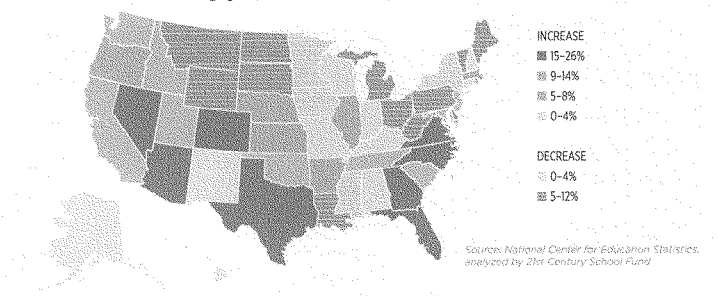 INCREASE
15-26%
9-14%
5-8%
0-4%
DECREASE
0-4%
5-12%
Source: National Center for Education Statistics,
analyzed by 21st Century School Fund